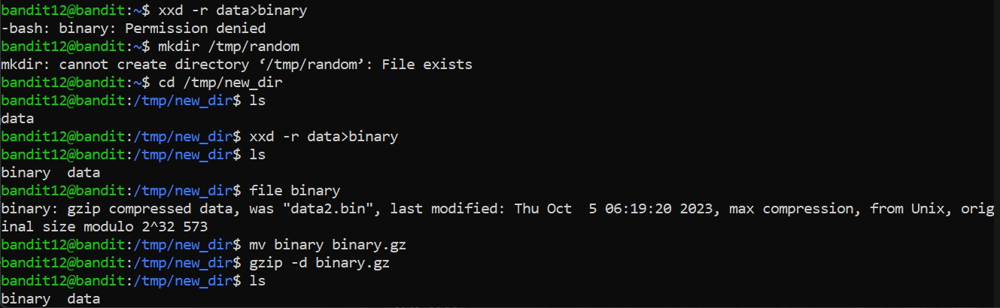 bandit12@bandit:~$ xxd -r data>binary
-bash: binary: Permission denied
bandit12@bandit:~$ mkdir /tmp/random
mkdir: cannot create directory ‘/tmp/random’: File exists
bandit12@bandit:~$ cd /tmp/new_dir
bandit12@bandit:/tmp/new_dir$ ls
data
bandit12@bandit:/tmp/new_dir$ xxd -r data>binary
bandit12@bandit:/tmp/new_dir$ ls
binary  data
bandit12@bandit:/tmp/new_dir$ file binary
binary: gzip compressed data, was "data2.bin", last modified: Thu Oct  5 06:19:20 2023, max compression, from Unix, orig
inal size modulo 2^32 573
bandit12@bandit:/tmp/new_dir$ mv binary binary.gz
bandit12@bandit:/tmp/new_dir$ gzip -d binary.gz
bandit12@bandit:/tmp/new_dir$ ls
binary  data